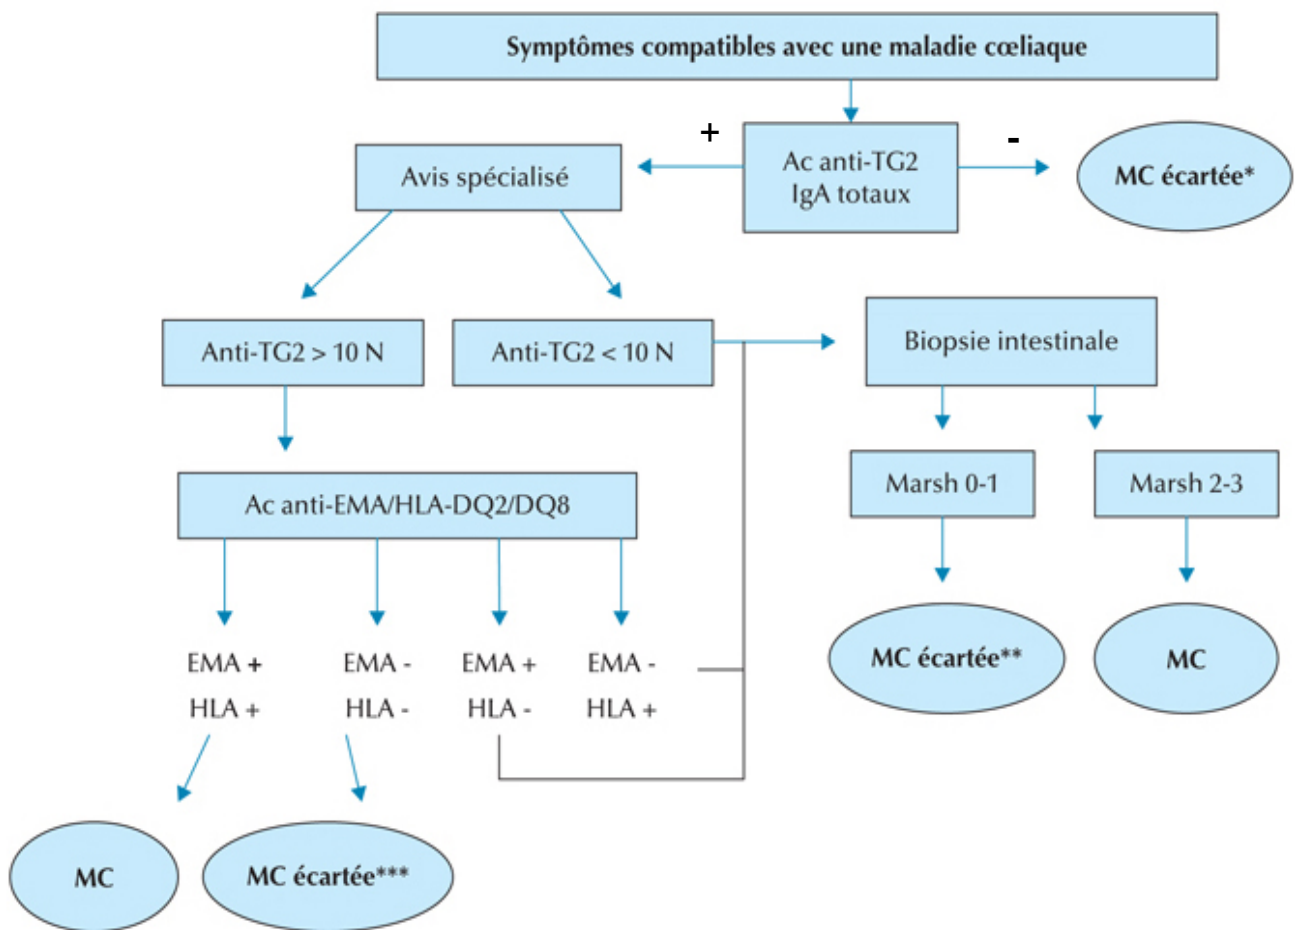 Symptômes compatibles avec une maladie cœliaque
+
-
Ac anti-TG2
IgA totaux
Avis spécialisé
MC écartée*
Anti-TG2 > 10 N
Anti-TG2 < 10 N
Biopsie intestinale
Marsh 0-1
Marsh 2-3
Ac anti-EMA/HLA-DQ2/DQ8
EMA +
HLA +
EMA -
HLA -
EMA +
HLA -
EMA -
HLA +
MC écartée**
MC
MC
MC écartée***